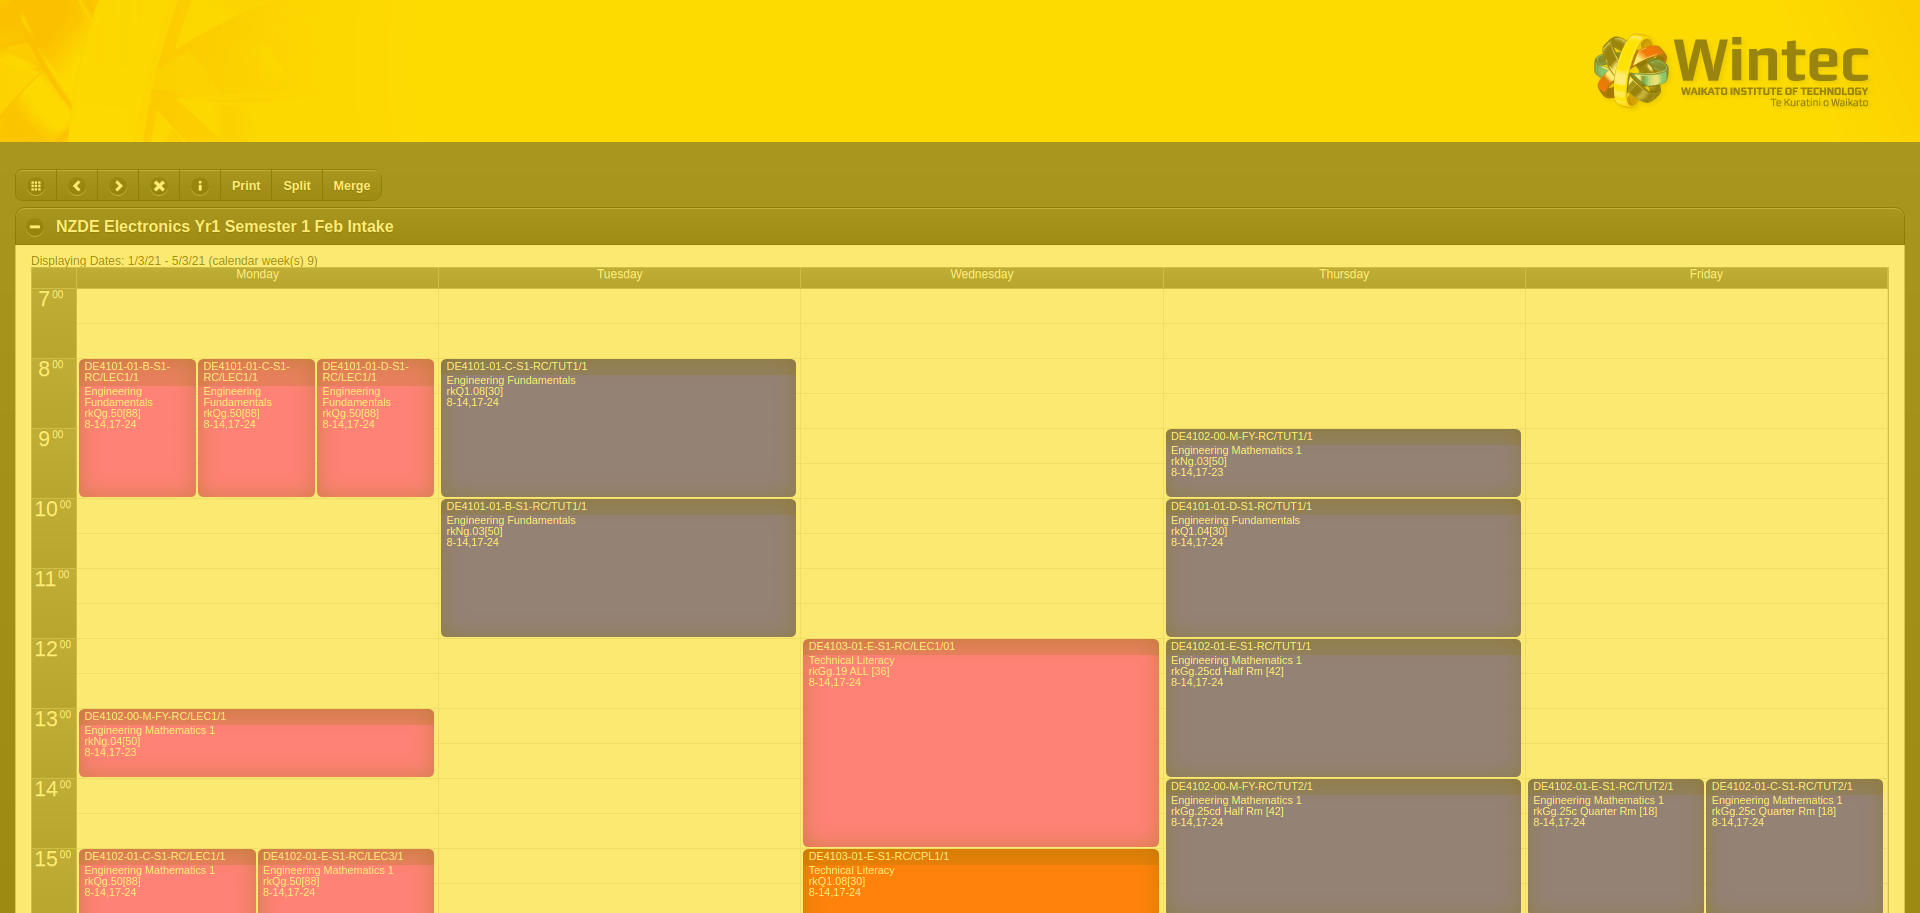 Wintec
WAIKATO INSTITUTE OF TECHNOLOGY
Te Kuratini o Waikato
Print Split Merge
NZDE Electronics Yr1 Semester 1 Feb Intake
Displaying Dates: 1/3/21 - 5/3/21 (calendar week(s) 9)
Monday Tuesday Wednesday Thursday Friday
7 00
8 00
DE4101-01-B-S1-
RC/LEC1/1
Engineering
Fundamentals
rkQg.50[88]
8-14,17-24
DE4101-01-C-S1-
RC/LEC1/1
Engineering
Fundamentals
rkQg.50[88]
8-14,17-24
DE4101-01-D-S1-
RC/LEC1/1
Engineering
Fundamentals
rkQg.50[88]
8-14,17-24
DE4101-01-C-S1-RC/TUT1/1
Engineering Fundamentals
rkQ1.08[30]
8-14,17-24
9 00
DE4102-00-M-FY-RC/TUT1/1
Engineering Mathematics 1
rkNg.03[50]
8-14,17-23
10 00
DE4101-01-B-S1-RC/TUT1/1
Engineering Fundamentals
rkNg.03[50]
8-14,17-24
DE4101-01-D-S1-RC/TUT1/1
Engineering Fundamentals
rkQ1.04[30]
8-14,17-24
11 00
12 00
DE4103-01-E-S1-RC/LEC1/01
Technical Literacy
rkGg.19 ALL [36]
8-14,17-24
DE4102-01-E-S1-RC/TUT1/1
Engineering Mathematics 1
rkGg.25cd Half Rm [42]
8-14,17-24
13 00
DE4102-00-M-FY-RC/LEC1/1
Engineering Mathematics 1
rkNg.04[50]
8-14,17-23
14 00
DE4102-00-M-FY-RC/TUT2/1
Engineering Mathematics 1
rkGg.25cd Half Rm [42]
8-14,17-24
DE4102-01-E-S1-RC/TUT2/1
Engineering Mathematics 1
rkGg.25c Quarter Rm [18]
8-14,17-24
DE4102-01-C-S1-RC/TUT2/1
Engineering Mathematics 1
rkGg.25c Quarter Rm [18]
8-14,17-24
15 00
DE4102-01-C-S1-RC/LEC1/1
Engineering Mathematics 1
rkQg.50[88]
8-14,17-24
DE4102-01-E-S1-RC/LEC3/1
Engineering Mathematics 1
rkQg.50[88]
8-14,17-24
DE4103-01-E-S1-RC/CPL1/1
Technical Literacy
rkQ1.08[30]
8-14,17-24